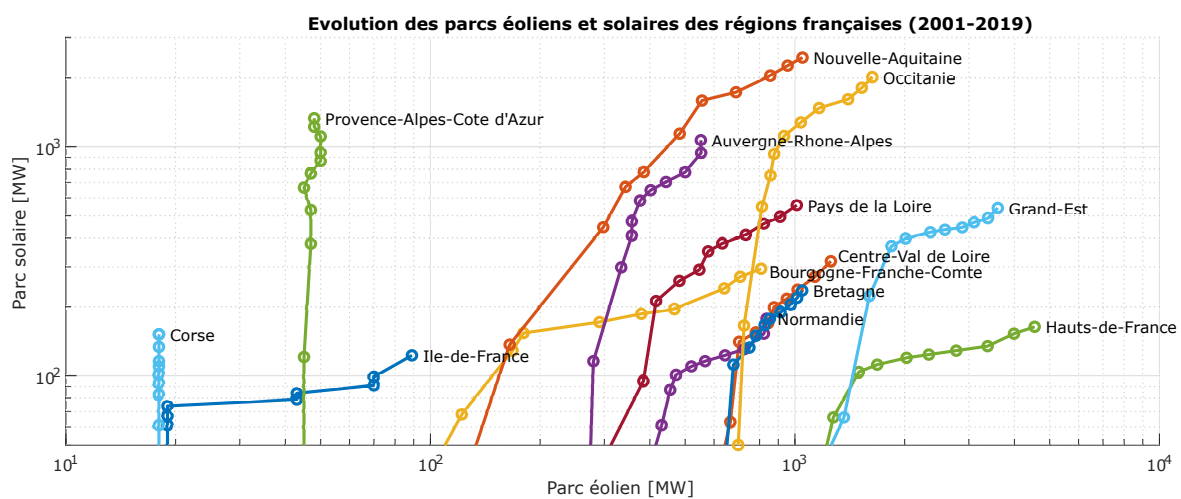 Evolution des parcs éoliens et solaires des régions françaises (2001-2019)
Nouvelle-Aquitaine
Occitanie
Provence-Alpes-Cote d'Azur
Auvergne-Rhone-Alpes
Pays de la Loire
Grand-Est
Centre-Val de Loire
Bourgogne-Franche-Comte
Bretagne
Normandie
Hauts-de-France
Corse
Ile-de-France
Parc solaire [MW]
10^3
10^2
10^1
10^2
10^3
10^4
Parc éolien [MW]